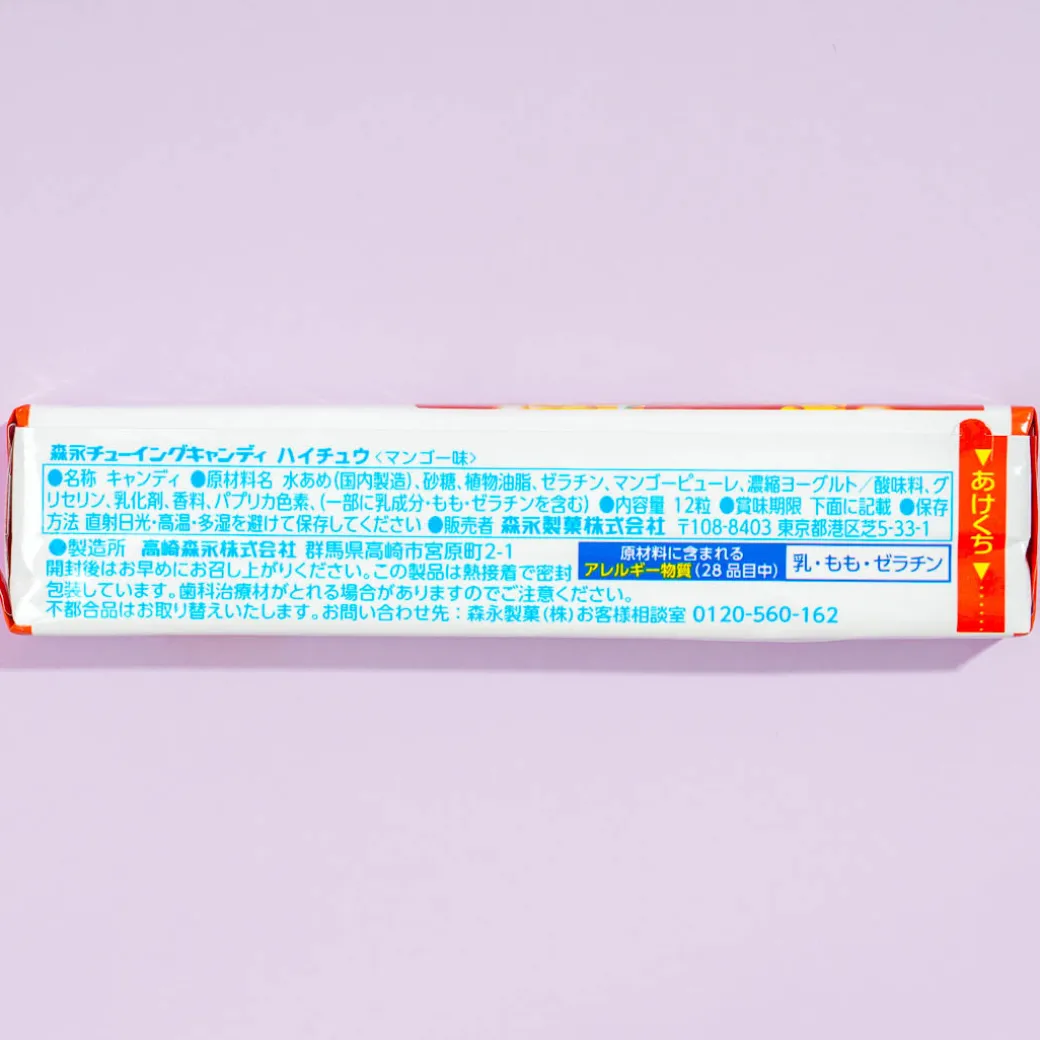 森永チューイングキャンディ ハイチュウ〈マンゴー味〉
●名称 キャンディ ●原材料名 水あめ(国内製造)、砂糖、植物油脂、ゼラチン、マンゴーピューレ、濃縮ヨーグルト/酸味料、グ
リセリン、乳化剤、香料、パプリカ色素、(一部に乳成分・もも・ゼラチンを含む) ●内容量 12粒 ●賞味期限 下面に記載 ●保存
方法 直射日光・高温・多湿を避けて保存してください ●販売者 森永製菓株式会社 〒108-8403 東京都港区芝5-33-1
●製造所 高崎森永株式会社 群馬県高崎市宮原町2-1
開封後はお早めにお召し上がりください。この製品は熱接着で密封
包装しています。歯科治療材がとれる場合がありますのでご注意ください。
不都合品はお取り替えいたします。お問い合わせ先:森永製菓(株)お客様相談室 0120-560-162
原材料に含まれる
アレルギー物質(28品目中)
乳・もも・ゼラチン
▼あけくち▼